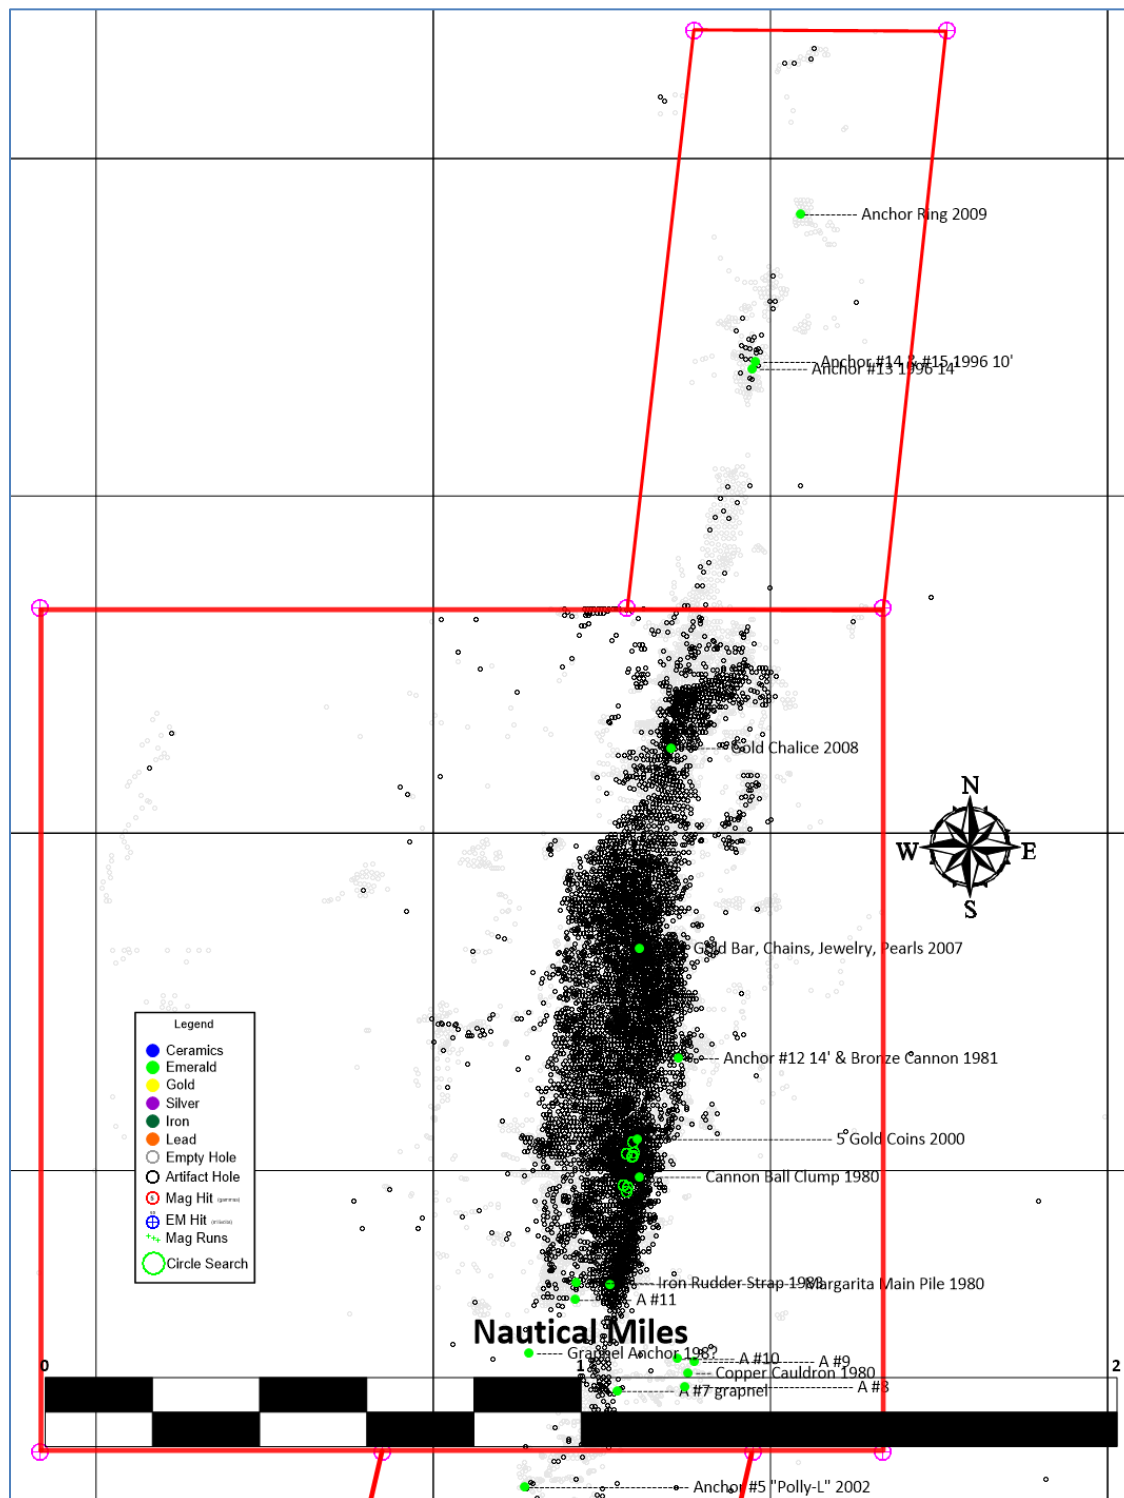 Anchor Ring 2009
Anchor #14 & #15 1996 10'
Anchor #13 1996 14'
Gold Chalice 2008
N
W
E
S
Gold Bar, Chains, Jewelry, Pearls 2007
Legend
Ceramics
Emerald
Gold
Silver
Iron
Lead
Empty Hole
Artifact Hole
Mag Hit
EM Hit
Mag Runs
Circle Search
Anchor #12 14' & Bronze Cannon 1981
5 Gold Coins 2000
Cannon Ball Clump 1980
Iron Rudder Strap
Margarita Main Pile 1980
A #11
Nautical Miles
Grapnel Anchor 198?
A #10
A #9
0
1
2
Copper Cauldron 1980
A #8
A #7 grapnel
Anchor #5 "Polly-L" 2002